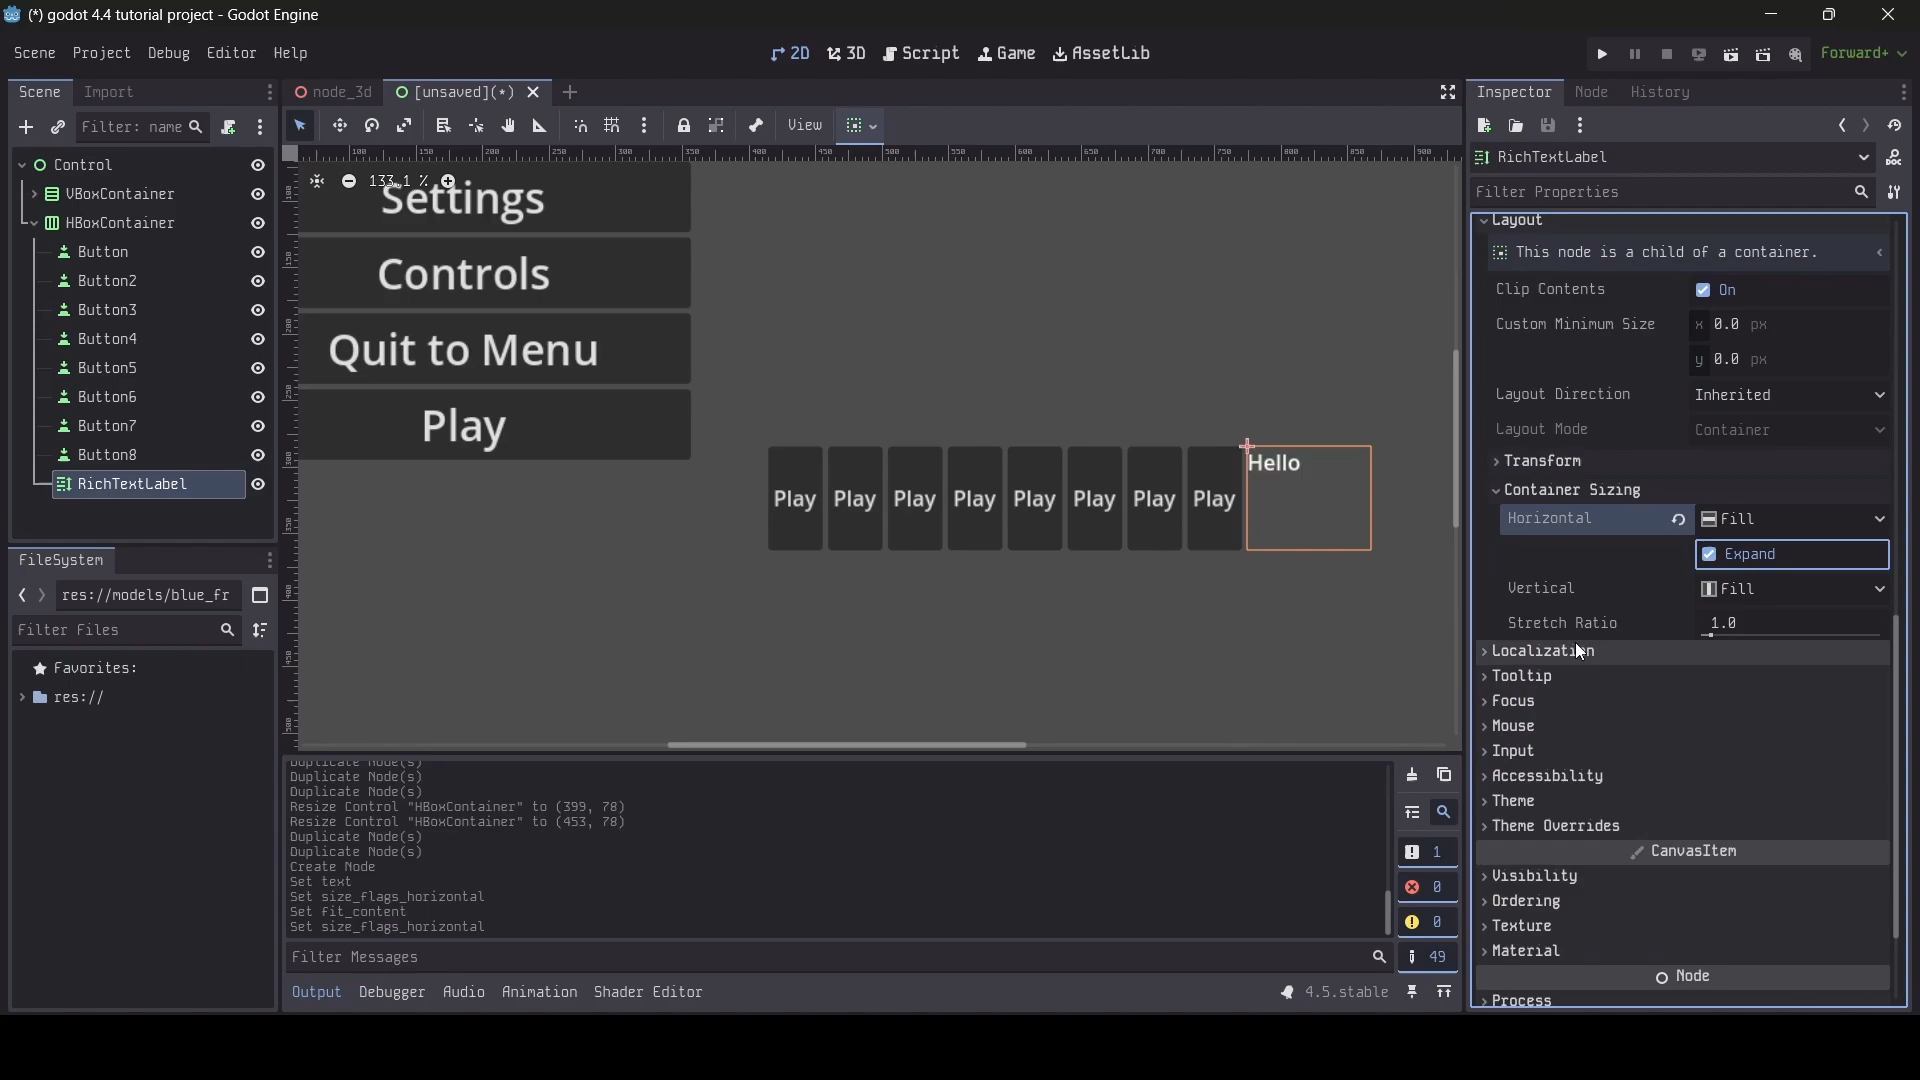 (*) godot 4.4 tutorial project - Godot Engine
Scene Project Debug Editor Help
2D 3D Script Game AssetLib
Forward+
Scene Import
Filter: name
Control
VBoxContainer
HBoxContainer
Button
Button2
Button3
Button4
Button5
Button6
Button7
Button8
RichTextLabel
FileSystem
res://models/blue_fr
Filter Files
Favorites:
res://
node_3d [unsaved](*)
View
133.1 %
Settings
Controls
Quit to Menu
Play
Play Play Play Play Play Play Play Play
Hello
Duplicate Node(s)
Duplicate Node(s)
Duplicate Node(s)
Resize Control "HBoxContainer" to (399, 78)
Resize Control "HBoxContainer" to (453, 78)
Duplicate Node(s)
Duplicate Node(s)
Create Node
Set text
Set size_flags_horizontal
Set fit_content
Set size_flags_horizontal
1
0
0
49
Filter Messages
Output Debugger Audio Animation Shader Editor
4.5.stable
Inspector Node History
RichTextLabel
Filter Properties
Layout
This node is a child of a container.
Clip Contents On
Custom Minimum Size x 0.0 px
y 0.0 px
Layout Direction Inherited
Layout Mode Container
Transform
Container Sizing
Horizontal Fill
Expand
Vertical Fill
Stretch Ratio 1.0
Localization
Tooltip
Focus
Mouse
Input
Accessibility
Theme
Theme Overrides
CanvasItem
Visibility
Ordering
Texture
Material
Node
Process